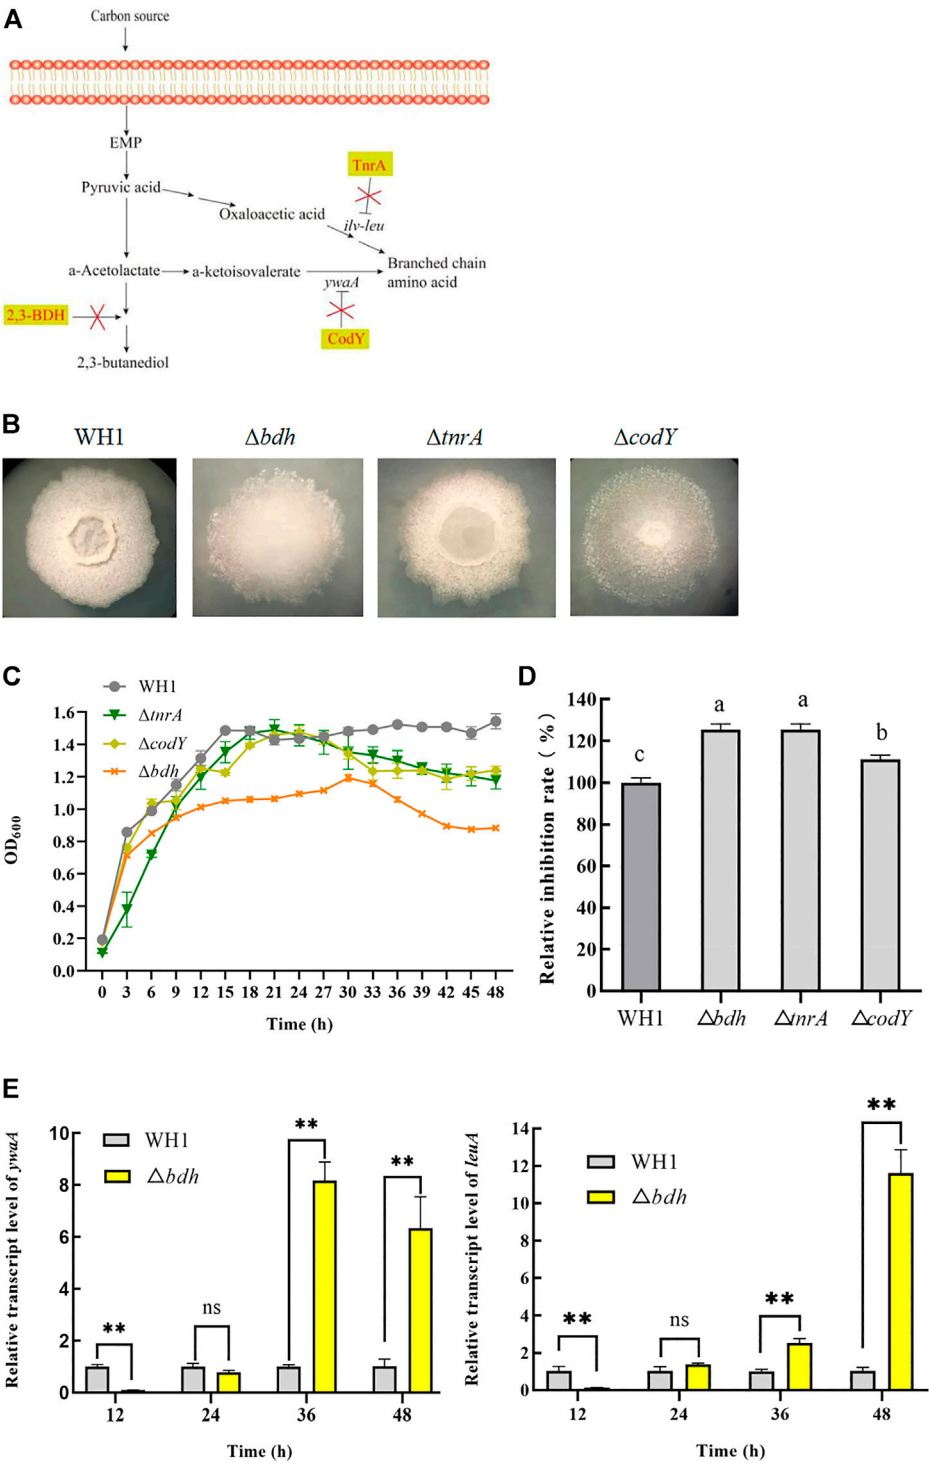 A
Carbon source
EMP
TnrA
Pyruvic acid
Oxaloacetic acid
ilv-leu
a-Acetolactate
a-ketoisovalerate
Branched chain
amino acid
ywaA
2,3-BDH
CodY
2,3-butanediol
B
WH1
Δbdh
ΔtnrA
ΔcodY
C
WH1
ΔtnrA
ΔcodY
Δbdh
1.6
1.4
1.2
1.0
0.8
0.6
0.4
0.2
0.0
OD600
0 3 6 9 12 15 18 21 24 27 30 33 36 39 42 45 48
Time (h)
D
140
120
100
80
60
40
20
0
Relative inhibition rate ( %)
c
a
a
b
WH1 △bdh △tnrA △codY
E
10
8
6
4
2
0
Relative transcript level of ywaA
WH1
△bdh
**
ns
**
**
12 24 36 48
Time (h)
14
12
10
8
6
4
2
0
Relative transcript level of leuA
WH1
△bdh
**
ns
**
**
12 24 36 48
Time (h)